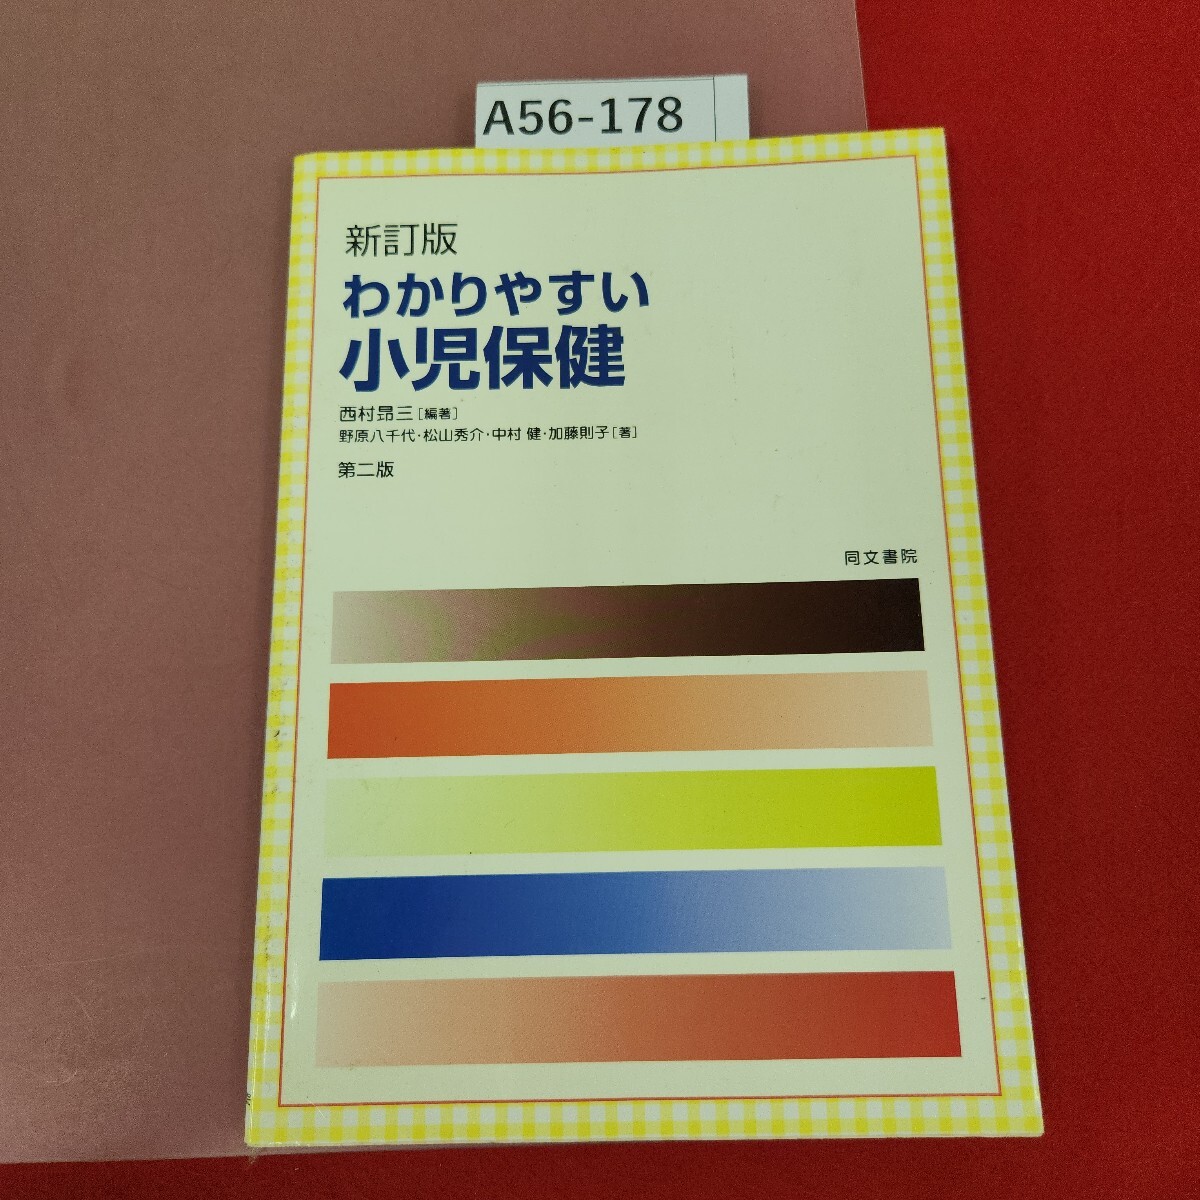 A56-178
新訂版
わかりやすい
小児保健
西村昻三[編著]
野原八千代・松山秀介・中村 健・加藤則子[著]
第二版
同文書院